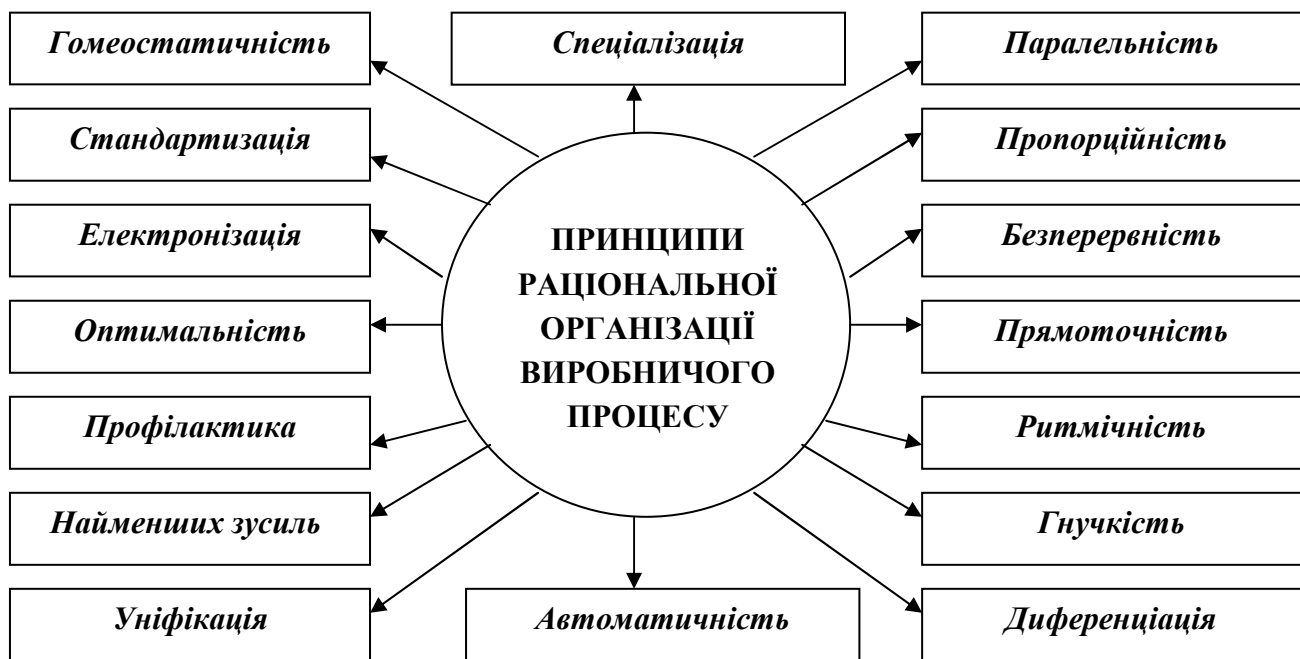 Гомеостатичність
Спеціалізація
Паралельність
Стандартизація
Пропорційність
Електронізація
Безперервність
Оптимальність
Прямоточність
Профілактика
Ритмічність
Найменших зусиль
Гнучкість
Уніфікація
Автоматичність
Диференціація
ПРИНЦИПИ
РАЦІОНАЛЬНОЇ
ОРГАНІЗАЦІЇ
ВИРОБНИЧОГО
ПРОЦЕСУ